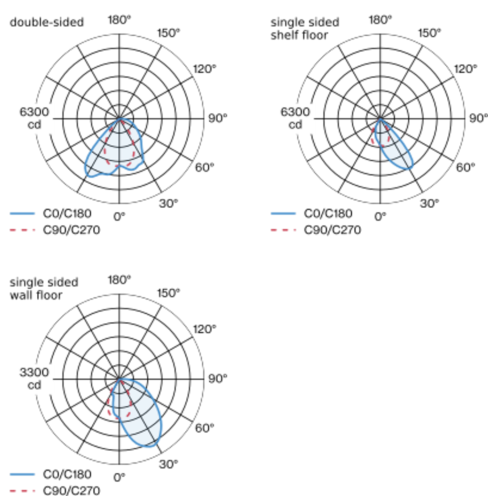 double-sided
180°
150°
120°
6300
cd
90°
60°
30°
0°
C0/C180
C90/C270
single sided
shelf floor
180°
150°
120°
6300
cd
90°
60°
30°
0°
C0/C180
C90/C270
single sided
wall floor
180°
150°
120°
3300
cd
90°
60°
30°
0°
C0/C180
C90/C270